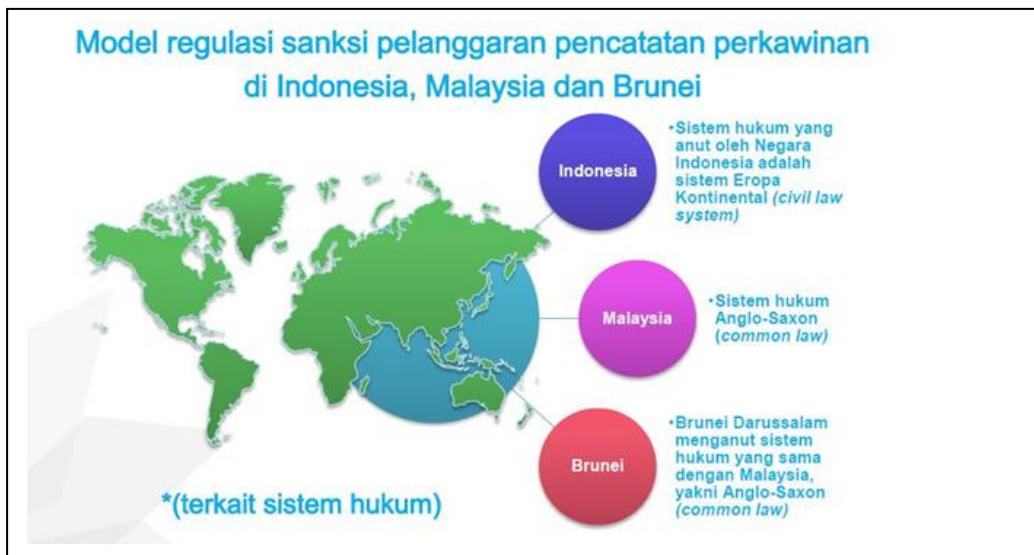 Model regulasi sanksi pelanggaran pencatatan perkawinan
di Indonesia, Malaysia dan Brunei
Indonesia
•Sistem hukum yang
anut oleh Negara
Indonesia adalah
sistem Eropa
Kontinental (civil law
system)
Malaysia
•Sistem hukum
Anglo-Saxon
(common law)
Brunei
•Brunei Darussalam
menganut sistem
hukum yang sama
dengan Malaysia,
yakni Anglo-Saxon
(common law)
*(terkait sistem hukum)